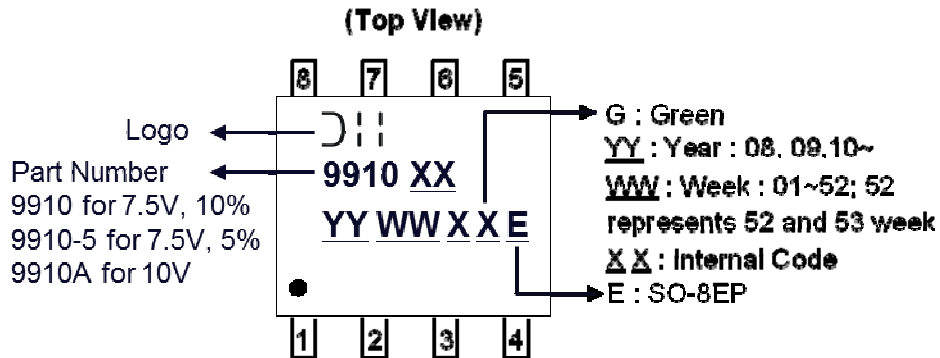 (Top View)
8 7 6 5
Logo
Part Number
9910 for 7.5V, 10%
9910-5 for 7.5V, 5%
9910A for 10V
9910 XX
YY WW X X E
G : Green
YY : Year : 08, 09,10~
WW : Week : 01~52; 52
represents 52 and 53 week
X X : Internal Code
E : SO-8EP
1 2 3 4